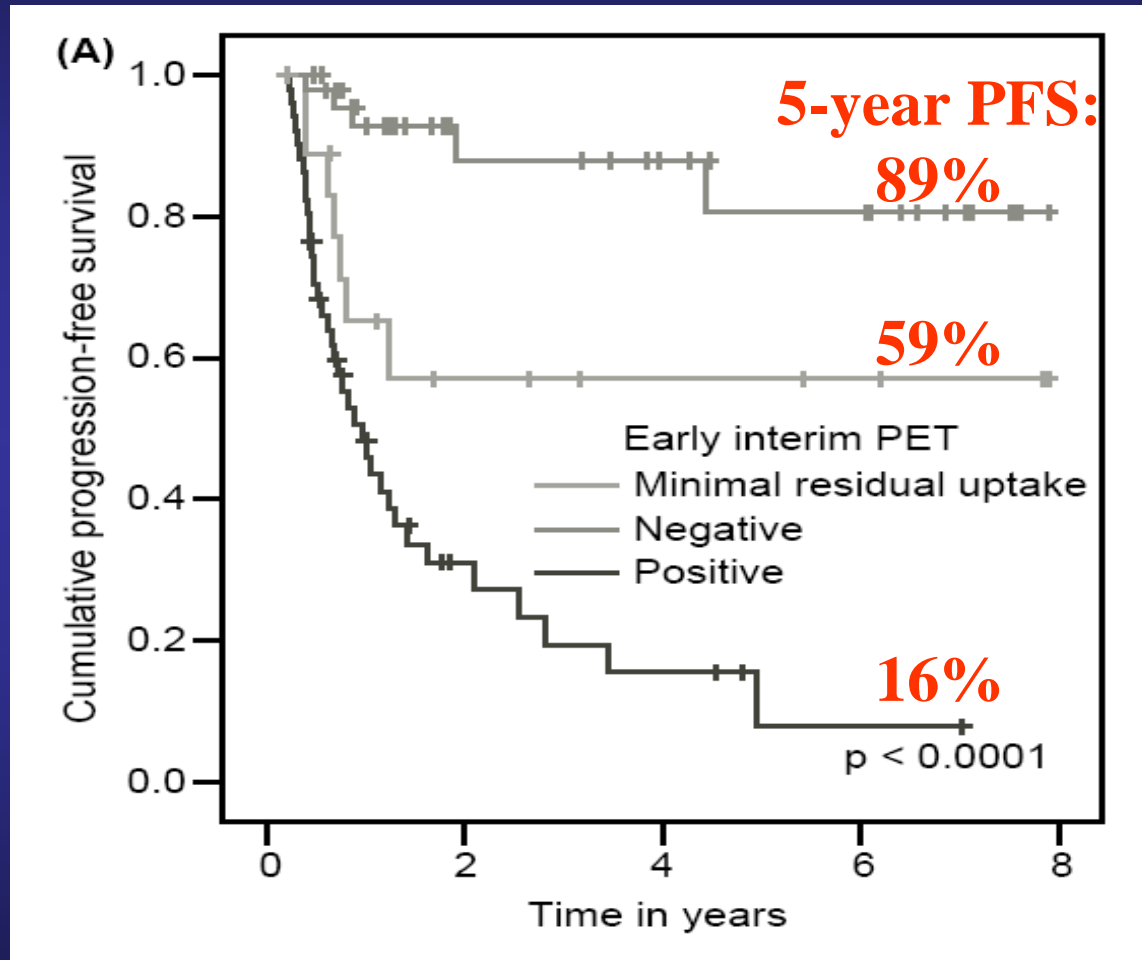 (A)
Cumulative progression-free survival
1.0
0.8
0.6
0.4
0.2
0.0
5-year PFS:
89%
59%
Early interim PET
Minimal residual uptake
Negative
Positive
16%
p < 0.0001
0 2 4 6 8
Time in years